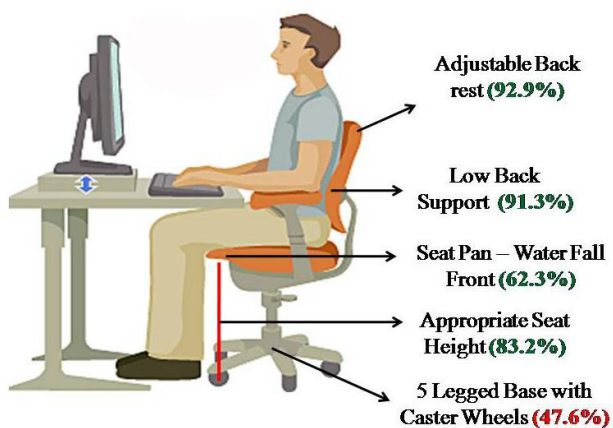 Adjustable Back
rest (92.9%)
Low Back
Support (91.3%)
Seat Pan – Water Fall
Front (62.3%)
Appropriate Seat
Height (83.2%)
5 Legged Base with
Caster Wheels (47.6%)